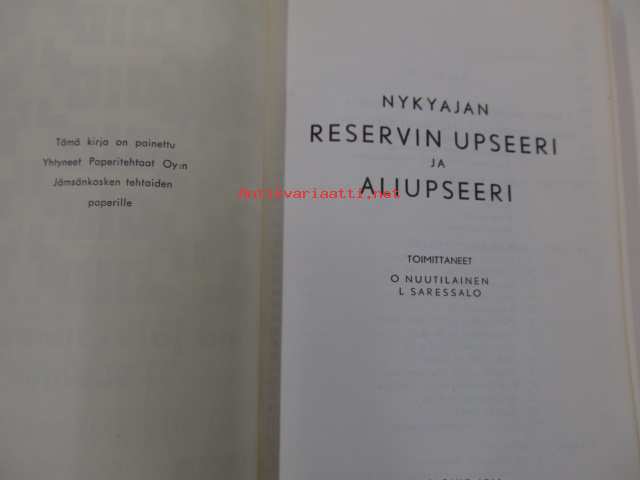 Tämä kirja on painettu
Yhtyneet Paperitehtaat Oy:n
Jämsänkosken tehtaiden
paperille
NYKYAJAN
RESERVIN UPSEERI
JA
ALIUPSEERI
Antikvariaatti.net
TOIMITTANEET
O NUUTILAINEN
L SARESSALO